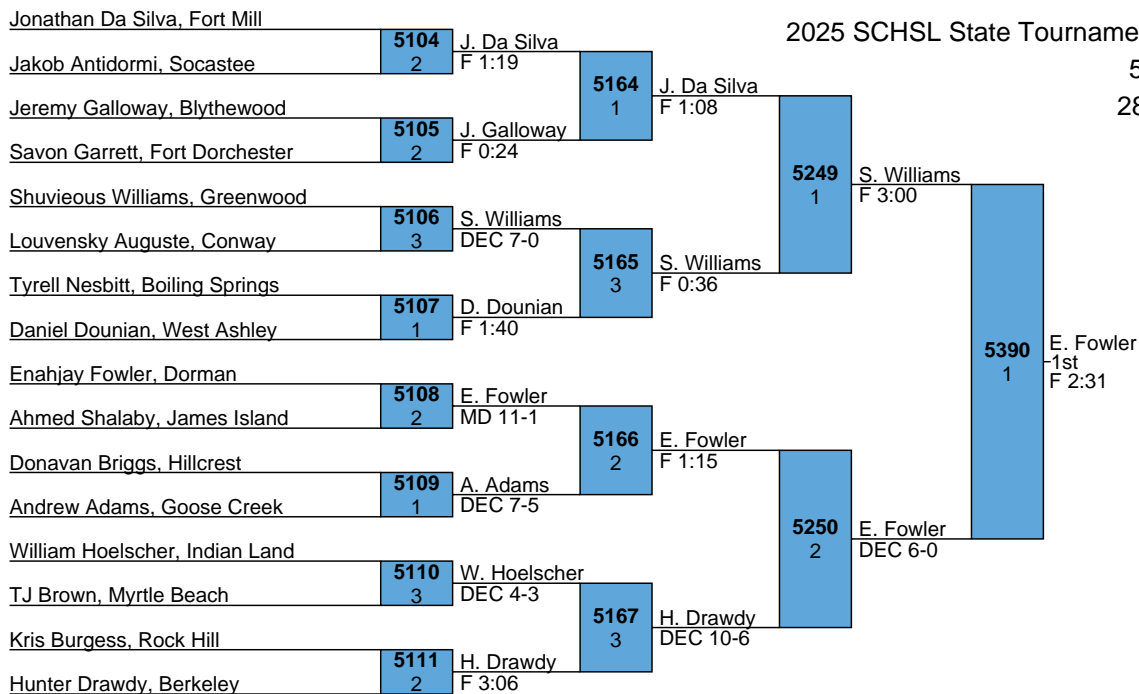 Jonathan Da Silva, Fort Mill
2025 SCHSL State Tourname
5104
J. Da Silva
2
F 1:19
Jakob Antidormi, Socastee
5
5164
J. Da Silva
1
F 1:08
Jeremy Galloway, Blythewood
28
5105
J. Galloway
2
F 0:24
Savon Garrett, Fort Dorchester
5249
S. Williams
1
F 3:00
Shuvieous Williams, Greenwood
5106
S. Williams
3
DEC 7-0
Louvensky Auguste, Conway
5165
S. Williams
3
F 0:36
Tyrell Nesbitt, Boiling Springs
5107
D. Dounian
1
F 1:40
Daniel Dounian, West Ashley
5390
E. Fowler
1
1st
F 2:31
Enahjay Fowler, Dorman
5108
E. Fowler
2
MD 11-1
Ahmed Shalaby, James Island
5166
E. Fowler
2
F 1:15
Donavan Briggs, Hillcrest
5109
A. Adams
1
DEC 7-5
Andrew Adams, Goose Creek
5250
E. Fowler
2
DEC 6-0
William Hoelscher, Indian Land
5110
W. Hoelscher
3
DEC 4-3
TJ Brown, Myrtle Beach
5167
H. Drawdy
3
DEC 10-6
Kris Burgess, Rock Hill
5111
H. Drawdy
2
F 3:06
Hunter Drawdy, Berkeley